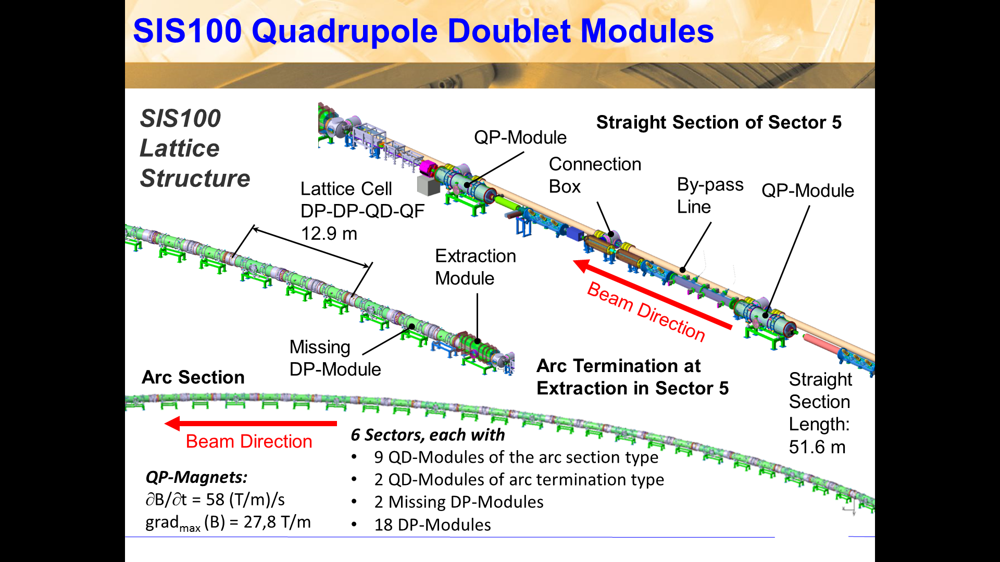 SIS100 Quadrupole Doublet Modules
SIS100
Lattice
Structure
Straight Section of Sector 5
QP-Module
Connection
Box
By-pass
Line
QP-Module
Lattice Cell
DP-DP-QD-QF
12.9 m
Extraction
Module
Beam Direction
Missing
DP-Module
Arc Termination at
Extraction in Sector 5
Arc Section
Straight
Section
Length:
51.6 m
Beam Direction
6 Sectors, each with
• 9 QD-Modules of the arc section type
• 2 QD-Modules of arc termination type
• 2 Missing DP-Modules
• 18 DP-Modules
QP-Magnets:
∂B/∂t = 58 (T/m)/s
gradmax (B) = 27,8 T/m